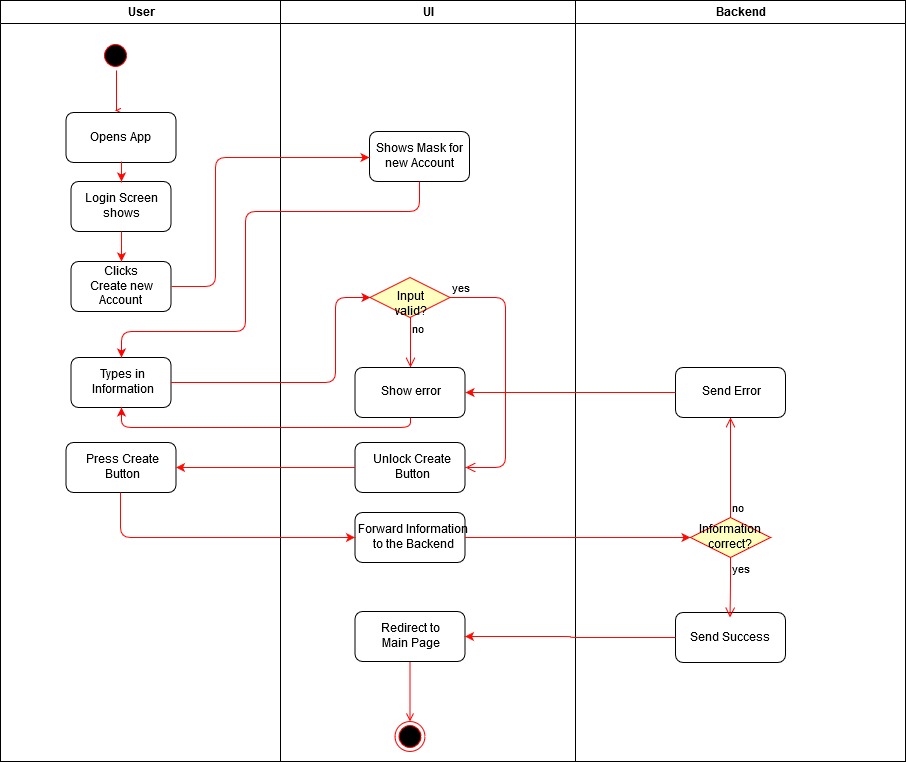 User
UI
Backend
Opens App
Shows Mask for
new Account
Login Screen
shows
Clicks
Create new
Account
Input
valid?
yes
no
Types in
Information
Show error
Send Error
Press Create
Button
Unlock Create
Button
Forward Information
to the Backend
no
Information
correct?
yes
Redirect to
Main Page
Send Success